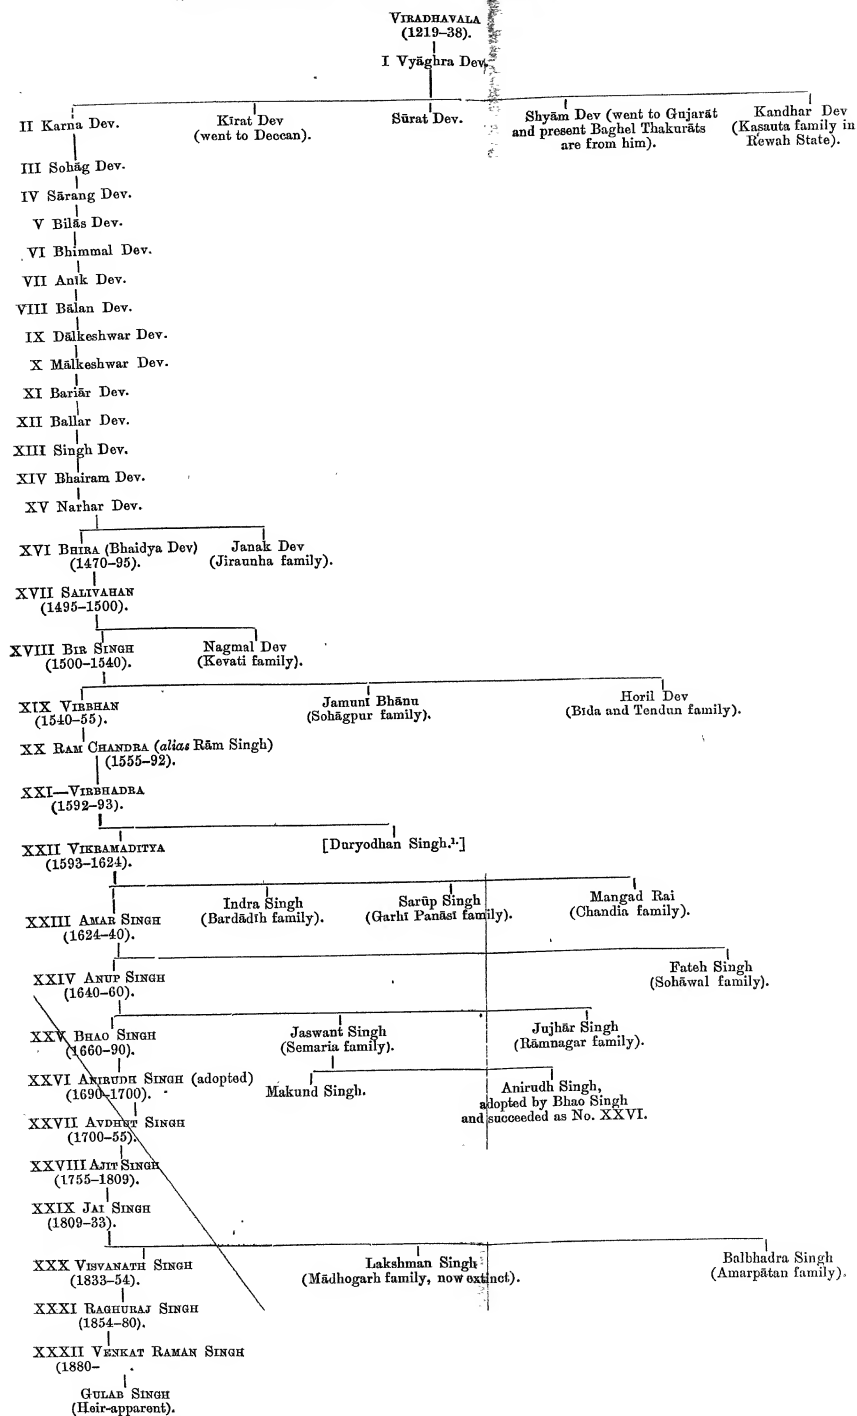 VIRADHAVALA
(1219–38).
I Vyāghra Dev.
II Karna Dev.
Kīrat Dev
(went to Deccan).
Sūrat Dev.
Shyām Dev (went to Gujarāt
and present Baghel Thakurāts
are from him).
Kandhar Dev
(Kasauta family in
Rewah State).
III Sohāg Dev.
IV Sārang Dev.
V Bilās Dev.
VI Bhimmal Dev.
VII Anīk Dev.
VIII Bālan Dev.
IX Dālkeshwar Dev.
X Mālkeshwar Dev.
XI Bariār Dev.
XII Ballar Dev.
XIII Singh Dev.
XIV Bhairam Dev.
XV Narhar Dev.
XVI BHIRA (Bhaidya Dev)
(1470–95).
Janak Dev
(Jiraunha family).
XVII SALIVAHAN
(1495–1500).
XVIII BIR SINGH
(1500–1540).
Nagmal Dev
(Kevati family).
XIX VIRBHAN
(1540–55).
Jamunī Bhānu
(Sohāgpur family).
Horil Dev
(Bīda and Tendun family).
XX RAM CHANDRA (alias Rām Singh)
(1555–92).
XXI—VIRBHADRA
(1592–93).
XXII VIKRAMADITYA
(1593–1624).
[Duryodhan Singh.¹·]
XXIII AMAR SINGH
(1624–40).
Indra Singh
(Bardādīh family).
Sarūp Singh
(Garhī Panāsī family).
Mangad Rai
(Chandia family).
XXIV ANUP SINGH
(1640–60).
Fateh Singh
(Sohāwal family).
XXV BHAO SINGH
(1660–90).
Jaswant Singh
(Semaria family).
Jujhār Singh
(Rāmnagar family).
XXVI ANIRUDH SINGH (adopted)
(1690–1700).
Makund Singh.
Anirudh Singh,
adopted by Bhao Singh
and succeeded as No. XXVI.
XXVII AVDHUT SINGH
(1700–55).
XXVIII AJIT SINGH
(1755–1809).
XXIX JAI SINGH
(1809–33).
XXX VISVANATH SINGH
(1833–54).
Lakshman Singh
(Mādhogarh family, now extinct).
Balbhadra Singh
(Amarpātan family).
XXXI RAGHURAJ SINGH
(1854–80).
XXXII VENKAT RAMAN SINGH
(1880– .
GULAB SINGH
(Heir-apparent).